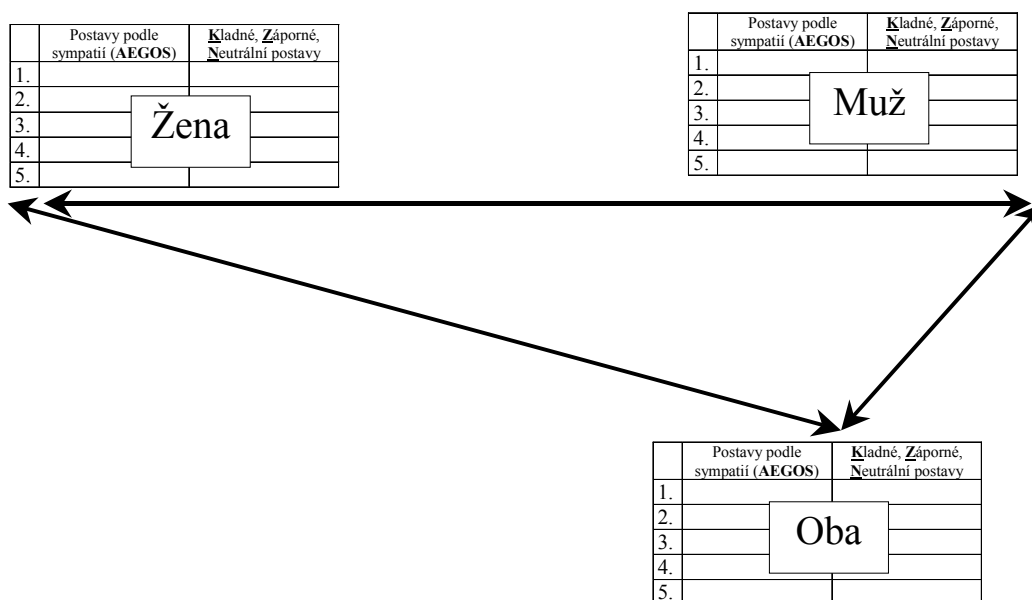 Postavy podle
sympatií (AEGOS)
Kladné, Záporné,
Neutrální postavy
1.
2.
3.
4.
5.
Žena
Postavy podle
sympatií (AEGOS)
Kladné, Záporné,
Neutrální postavy
1.
2.
3.
4.
5.
Muž
Postavy podle
sympatií (AEGOS)
Kladné, Záporné,
Neutrální postavy
1.
2.
3.
4.
5.
Oba